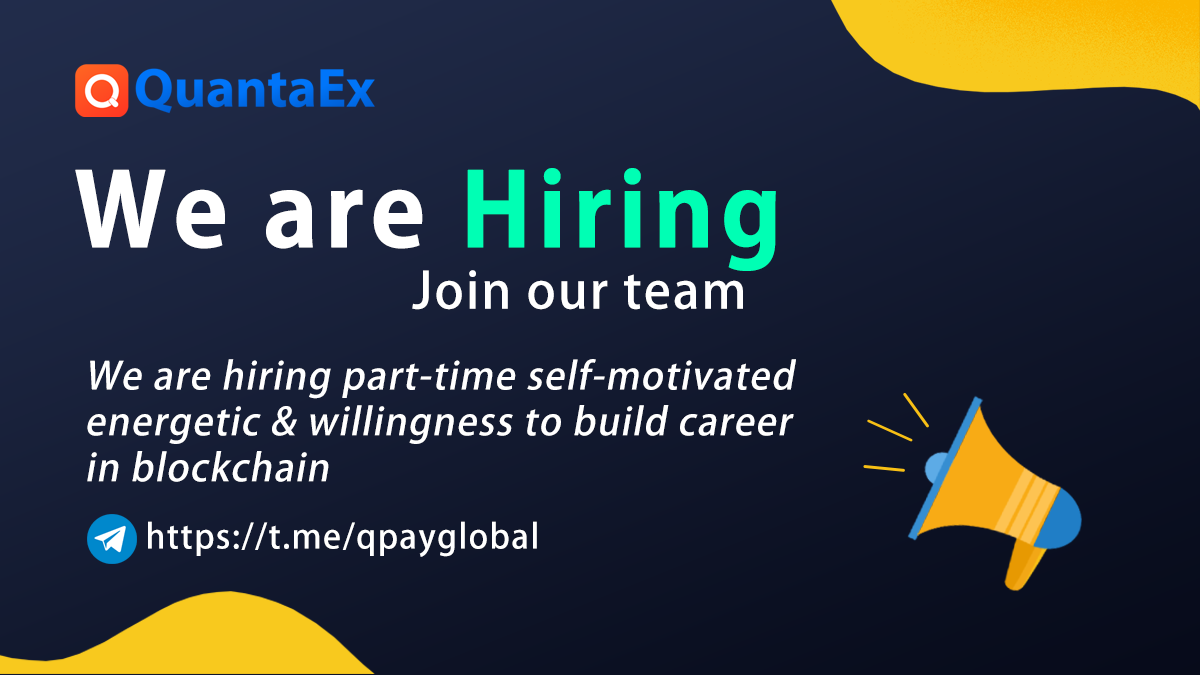 QuantaEx
We are Hiring
Join our team
We are hiring part-time self-motivated
energetic & willingness to build career
in blockchain
https://t.me/qpayglobal